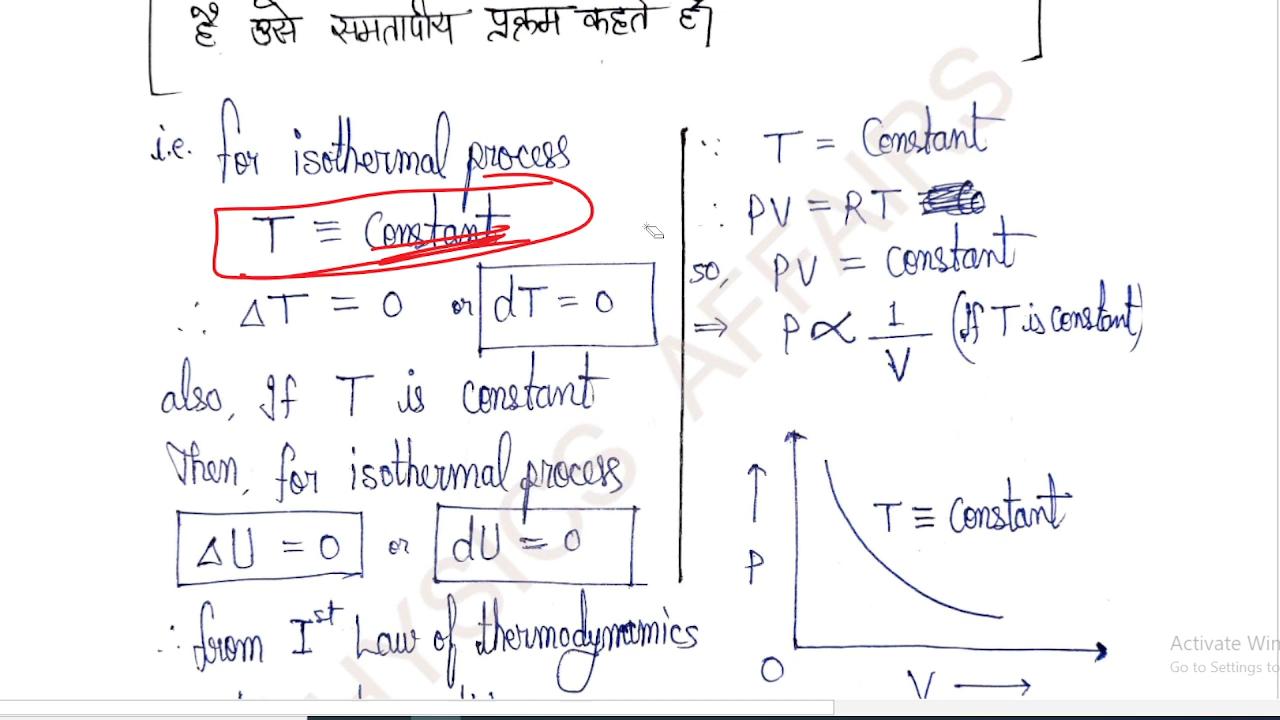 है उसे समतापीय प्रक्रम कहते हैं।
i.e. for isothermal process
T ≡ Constant
∴ ΔT = 0 or dT = 0
also, If T is constant
Then, for isothermal process
ΔU = 0 or dU = 0
∴ from Ist Law of thermodynamics
∵ T = Constant
∴ PV = RT
so, PV = constant
⇒ P ∝ 1/V (If T is constant)
T ≡ Constant
P
O
V
PHYSICS AFFAIRS
Activate Win
Go to Settings to